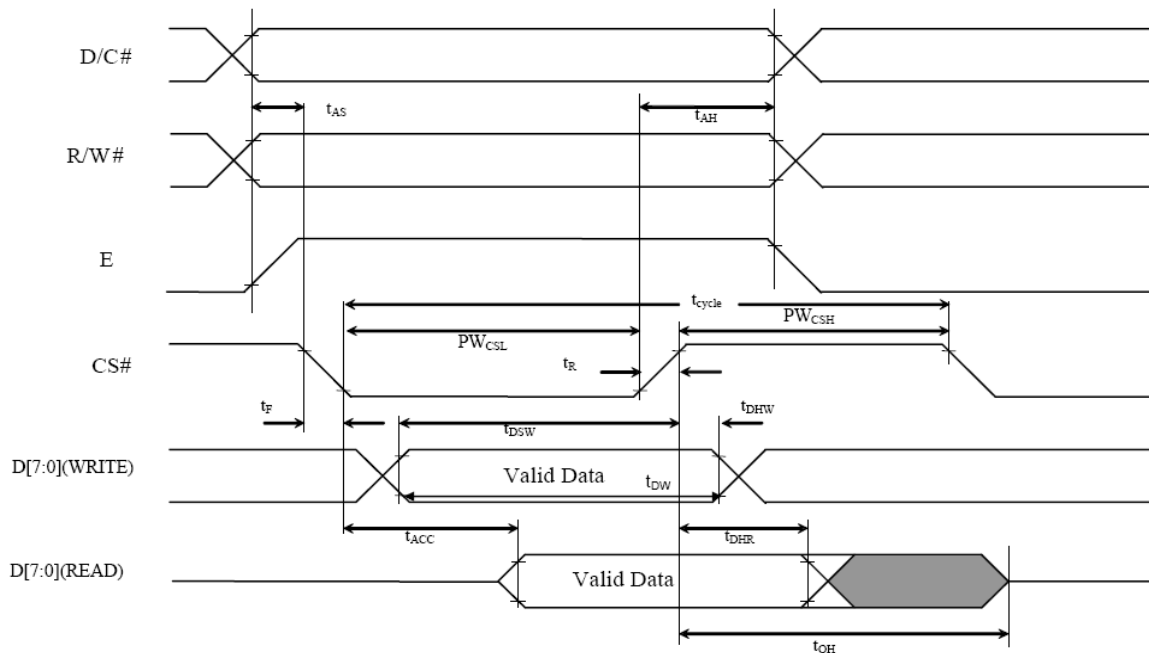 D/C#
tAS
tAH
R/W#
E
tcycle
PWCSL
PWCSH
CS#
tR
tF
tDSW
tDHW
D[7:0](WRITE)
Valid Data
tDW
tACC
tDHR
D[7:0](READ)
Valid Data
tOH